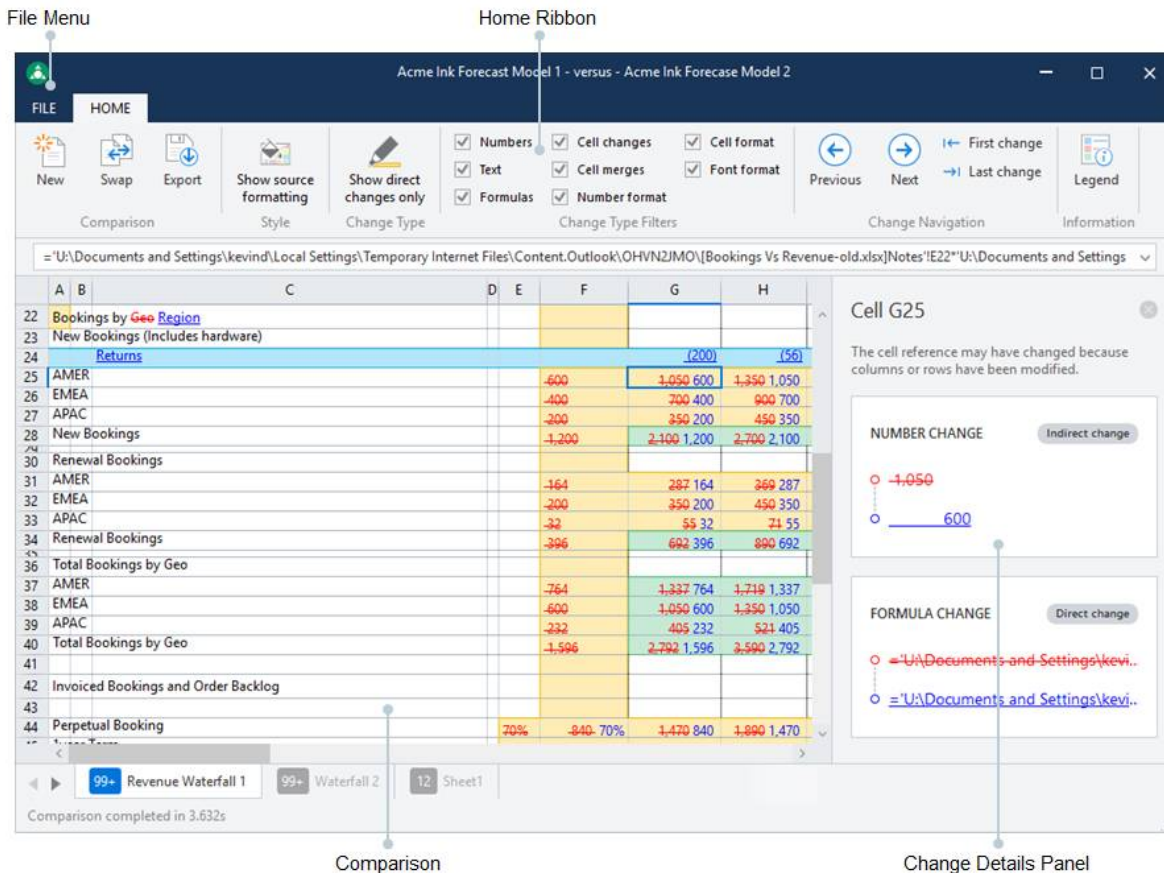 File Menu
Home Ribbon
Acme Ink Forecast Model 1 - versus - Acme Ink Forecase Model 2
FILE HOME
New Swap Export Show source formatting Show direct changes only
Numbers Cell changes Cell format
Text Cell merges Font format
Formulas Number format
Previous Next First change
Last change
Legend
Comparison Style Change Type Change Type Filters Change Navigation Information
='U:\Documents and Settings\kevind\Local Settings\Temporary Internet Files\Content.Outlook\OHVN2JMO\[Bookings Vs Revenue-old.xlsx]Notes'!E22*'U:\Documents and Settings
A B C D E F G H
22 Bookings by Geo Region
23 New Bookings (Includes hardware)
24 Returns (200) (56)
25 AMER 600 1,050 600 1,350 1,050
26 EMEA 400 700 400 900 700
27 APAC 200 350 200 450 350
28 New Bookings 1,200 2,100 1,200 2,700 2,100
30 Renewal Bookings
31 AMER 164 287 164 369 287
32 EMEA 200 350 200 450 350
33 APAC 32 55 32 71 55
34 Renewal Bookings 396 692 396 890 692
36 Total Bookings by Geo
37 AMER 764 1,337 764 1,719 1,337
38 EMEA 600 1,050 600 1,350 1,050
39 APAC 232 405 232 521 405
40 Total Bookings by Geo 1,596 2,792 1,596 3,590 2,792
41
42 Invoiced Bookings and Order Backlog
43
44 Perpetual Booking 70% 840 70% 1,470 840 1,890 1,470
Cell G25
The cell reference may have changed because
columns or rows have been modified.
NUMBER CHANGE Indirect change
1,050
600
FORMULA CHANGE Direct change
='U:\Documents and Settings\kevi..
='U:\Documents and Settings\kevi..
99+ Revenue Waterfall 1 99+ Waterfall 2 12 Sheet1
Comparison completed in 3.632s
Comparison
Change Details Panel